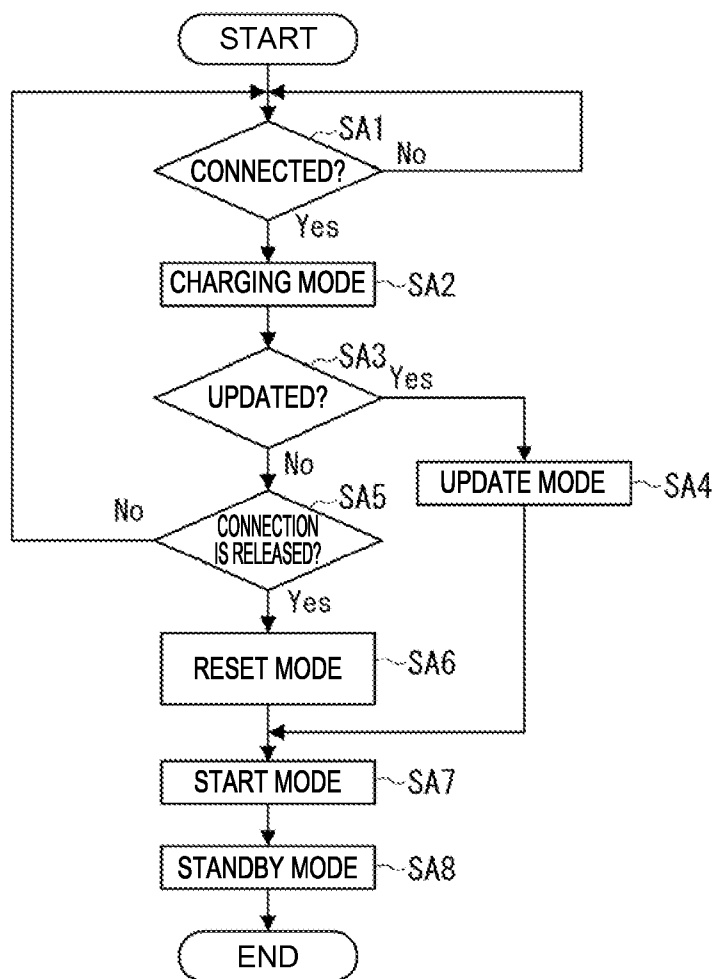 START
SA1
CONNECTED?
No
Yes
CHARGING MODE
SA2
SA3
Yes
UPDATED?
No
UPDATE MODE
SA4
No
SA5
CONNECTION
IS RELEASED?
Yes
RESET MODE
SA6
START MODE
SA7
STANDBY MODE
SA8
END